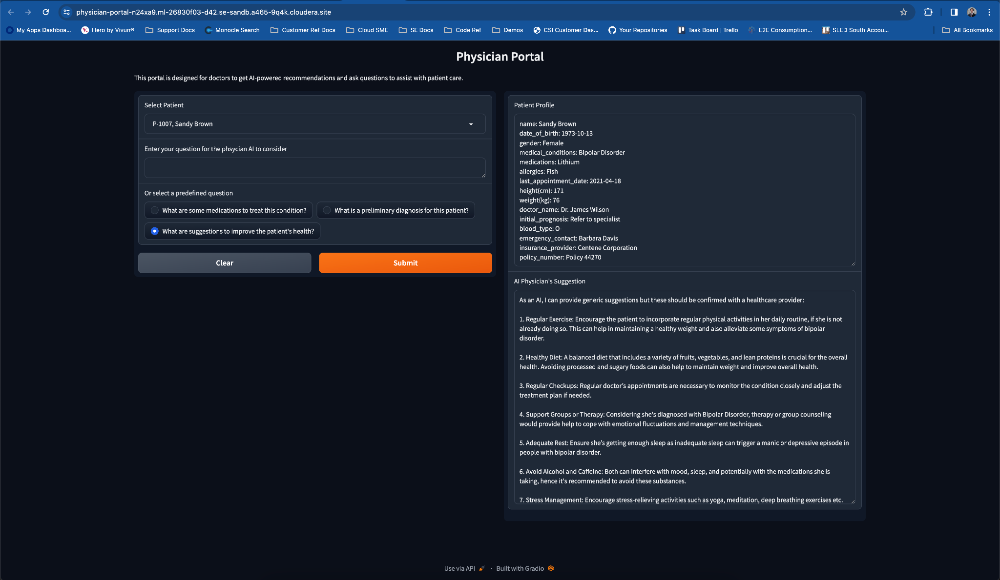 physician-portal-n24xa9.ml-26830f03-d42.se-sandb.a465-9q4k.cloudera.site
My Apps Dashboa... Hero by Vivun® Support Docs Monocle Search Customer Ref Docs Cloud SME SE Docs Code Ref Demos CSI Customer Das... Your Repositories Task Board | Trello E2E Consumption... SLED South Accou... All Bookmarks
Physician Portal
This portal is designed for doctors to get AI-powered recommendations and ask questions to assist with patient care.
Select Patient
P-1007, Sandy Brown
Enter your question for the phsycian AI to consider
Or select a predefined question
What are some medications to treat this condition? What is a preliminary diagnosis for this patient?
What are suggestions to improve the patient's health?
Clear Submit
Patient Profile
name: Sandy Brown
date_of_birth: 1973-10-13
gender: Female
medical_conditions: Bipolar Disorder
medications: Lithium
allergies: Fish
last_appointment_date: 2021-04-18
height(cm): 171
weight(kg): 76
doctor_name: Dr. James Wilson
initial_prognosis: Refer to specialist
blood_type: O-
emergency_contact: Barbara Davis
insurance_provider: Centene Corporation
policy_number: Policy 44270
AI Physician's Suggestion
As an AI, I can provide generic suggestions but these should be confirmed with a healthcare provider:
1. Regular Exercise: Encourage the patient to incorporate regular physical activities in her daily routine, if she is not
already doing so. This can help in maintaining a healthy weight and also alleviate some symptoms of bipolar
disorder.
2. Healthy Diet: A balanced diet that includes a variety of fruits, vegetables, and lean proteins is crucial for the overall
health. Avoiding processed and sugary foods can also help to maintain weight and improve overall health.
3. Regular Checkups: Regular doctor's appointments are necessary to monitor the condition closely and adjust the
treatment plan if needed.
4. Support Groups or Therapy: Considering she's diagnosed with Bipolar Disorder, therapy or group counseling
would provide help to cope with emotional fluctuations and management techniques.
5. Adequate Rest: Ensure she's getting enough sleep as inadequate sleep can trigger a manic or depressive episode in
people with bipolar disorder.
6. Avoid Alcohol and Caffeine: Both can interfere with mood, sleep, and potentially with the medications she is
taking, hence it's recommended to avoid these substances.
7. Stress Management: Encourage stress-relieving activities such as yoga, meditation, deep breathing exercises etc.
Use via API · Built with Gradio